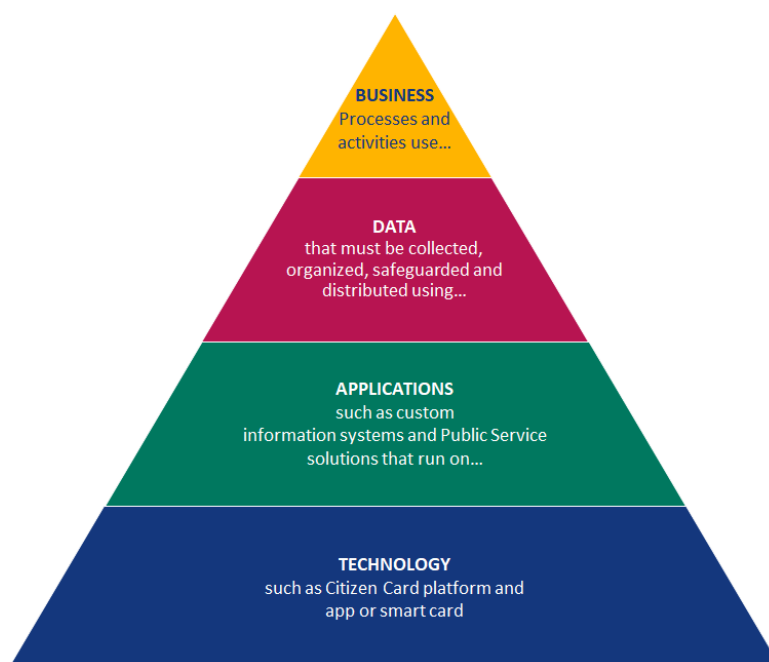 BUSINESS
Processes and
activities use...
DATA
that must be collected,
organized, safeguarded and
distributed using...
APPLICATIONS
such as custom
information systems and Public Service
solutions that run on...
TECHNOLOGY
such as Citizen Card platform and
app or smart card